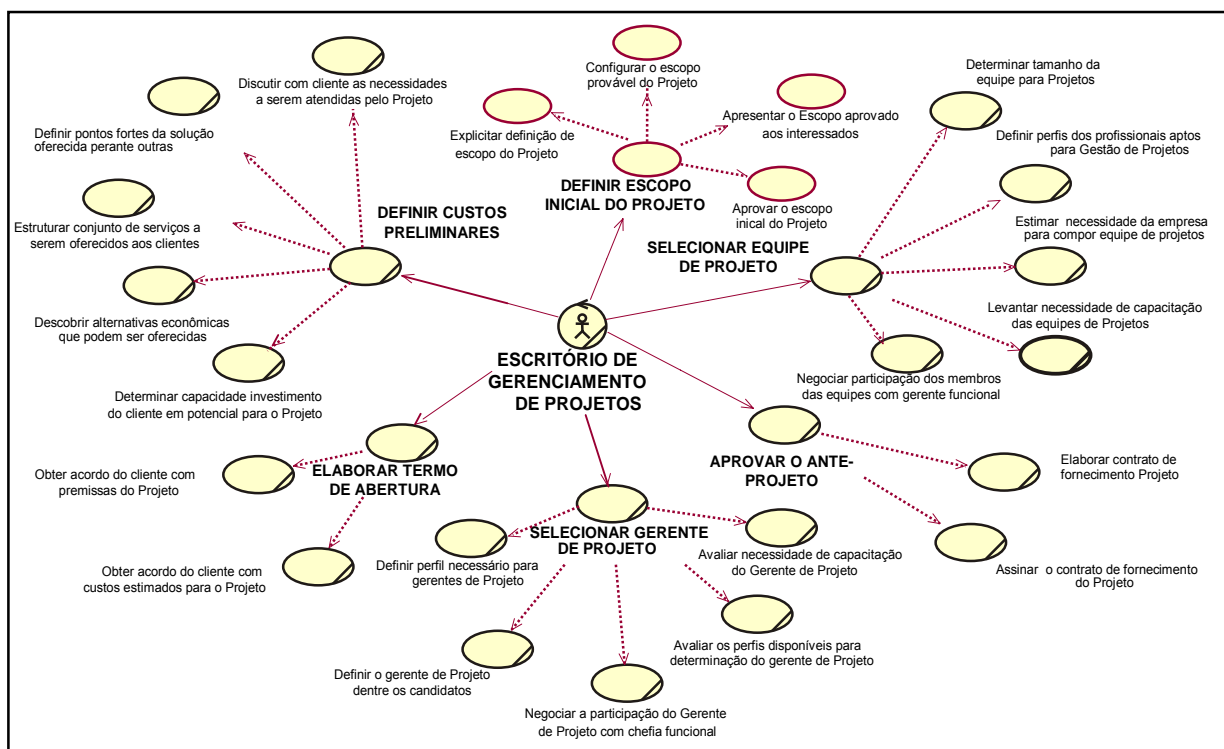 Discutir com cliente as necessidades
a serem atendidas pelo Projeto
Definir pontos fortes da solução
oferecida perante outras
Estruturar conjunto de serviços a
serem oferecidos aos clientes
Descobrir alternativas econômicas
que podem ser oferecidas
Determinar capacidade investimento
do cliente em potencial para o Projeto
DEFINIR CUSTOS
PRELIMINARES
Configurar o escopo
provável do Projeto
Explicitar definição de
escopo do Projeto
Apresentar o Escopo aprovado
aos interessados
Aprovar o escopo
inical do Projeto
DEFINIR ESCOPO
INICIAL DO PROJETO
Determinar tamanho da
equipe para Projetos
Definir perfis dos profissionais aptos
para Gestão de Projetos
Estimar necessidade da empresa
para compor equipe de projetos
Levantar necessidade de capacitação
das equipes de Projetos
Negociar participação dos membros
das equipes com gerente funcional
SELECIONAR EQUIPE
DE PROJETO
ESCRITÓRIO DE
GERENCIAMENTO
DE PROJETOS
Obter acordo do cliente com
premissas do Projeto
ELABORAR TERMO
DE ABERTURA
Obter acordo do cliente com
custos estimados para o Projeto
SELECIONAR GERENTE
DE PROJETO
Definir perfil necessário para
gerentes de Projeto
Avaliar necessidade de capacitação
do Gerente de Projeto
Definir o gerente de Projeto
dentre os candidatos
Avaliar os perfis disponíveis para
determinação do gerente de Projeto
Negociar a participação do Gerente
de Projeto com chefia funcional
APROVAR O ANTE-
PROJETO
Elaborar contrato de
fornecimento Projeto
Assinar o contrato de fornecimento
do Projeto